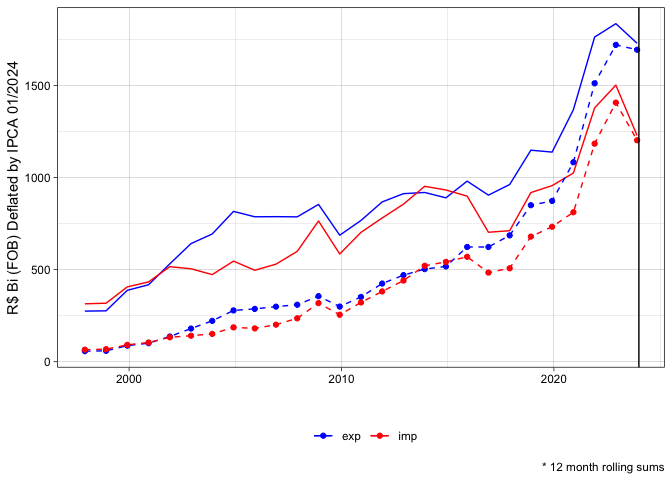 R$ Bi (FOB) Deflated by IPCA 01/2024
1500
1000
500
0
2000 2010 2020
exp imp
* 12 month rolling sums